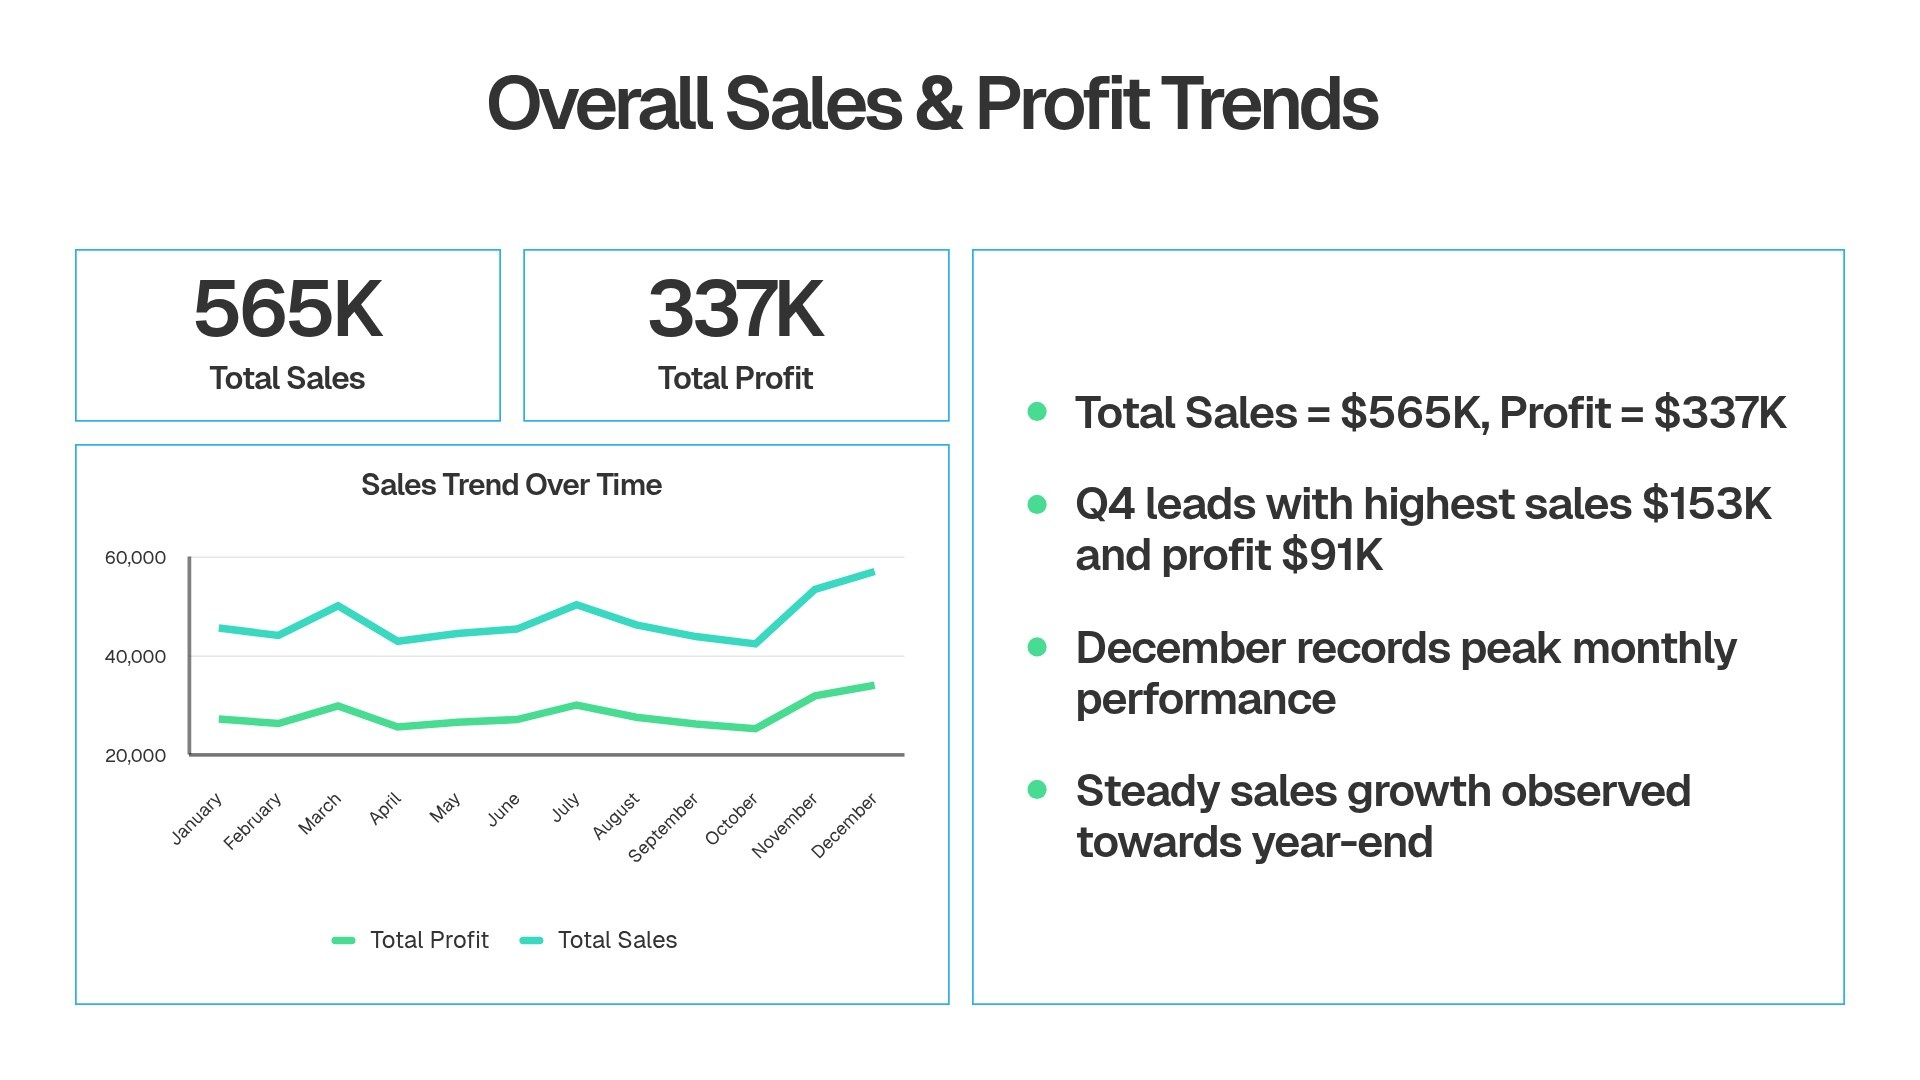 Overall Sales & Profit Trends
565K
Total Sales
337K
Total Profit
Sales Trend Over Time
60,000
40,000
20,000
January
February
March
April
May
June
July
August
September
October
November
December
Total Profit
Total Sales
Total Sales = $565K, Profit = $337K
Q4 leads with highest sales $153K
and profit $91K
December records peak monthly
performance
Steady sales growth observed
towards year-end